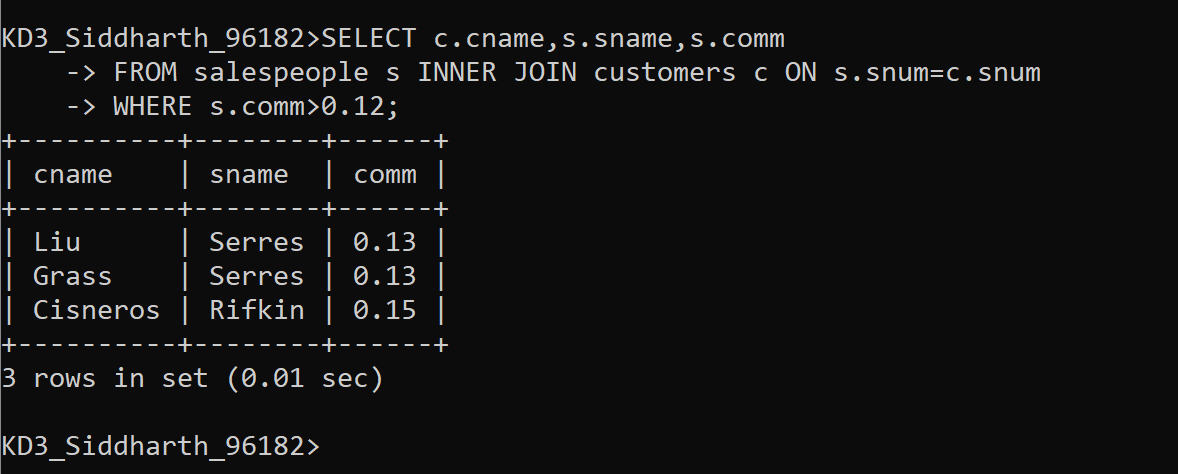 KD3_Siddharth_96182>SELECT c.cname,s.sname,s.comm
    -> FROM salespeople s INNER JOIN customers c ON s.snum=c.snum
    -> WHERE s.comm>0.12;
+----------+--------+------+
| cname    | sname  | comm |
+----------+--------+------+
| Liu      | Serres | 0.13 |
| Grass    | Serres | 0.13 |
| Cisneros | Rifkin | 0.15 |
+----------+--------+------+
3 rows in set (0.01 sec)

KD3_Siddharth_96182>